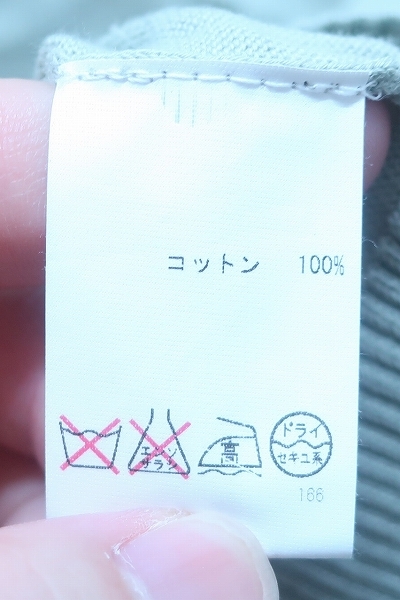 コットン 100%
エンソ
サラシ
高
ドライ
セキユ系
166